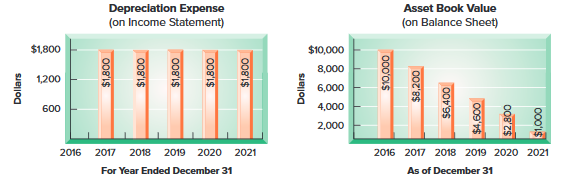 Depreciation Expense
(on Income Statement)
$1,800
1,200
600
Dollars
$1,800
$1,800
$1,800
$1,800
$1,800
2016 2017 2018 2019 2020 2021
For Year Ended December 31
Asset Book Value
(on Balance Sheet)
$10,000
8,000
6,000
4,000
2,000
Dollars
$10,000
$8,200
$6,400
$4,600
$2,800
$1,000
2016 2017 2018 2019 2020 2021
As of December 31